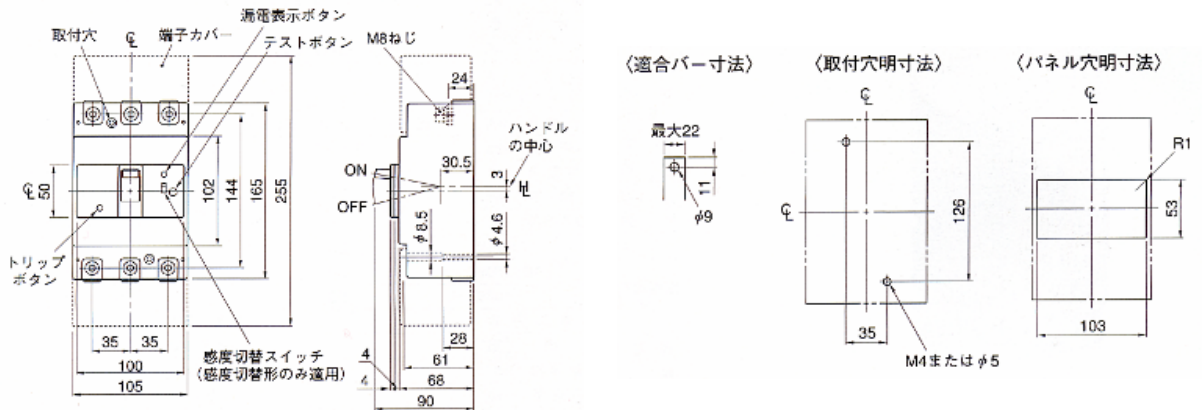 漏電表示ボタン
取付穴
℄
端子カバー
テストボタン
M8ねじ
24
ハンドル
の中心
ON
30.5
3
OFF
℄
50
102
144
165
255
φ8.5
φ4.6
トリップ
ボタン
35
35
28
100
感度切替スイッチ
(感度切替形のみ適用)
4
61
105
4
68
90
〈適合バー寸法〉
最大22
11
φ9
〈取付穴明寸法〉
℄
℄
126
35
M4またはφ5
〈パネル穴明寸法〉
℄
R1
53
103